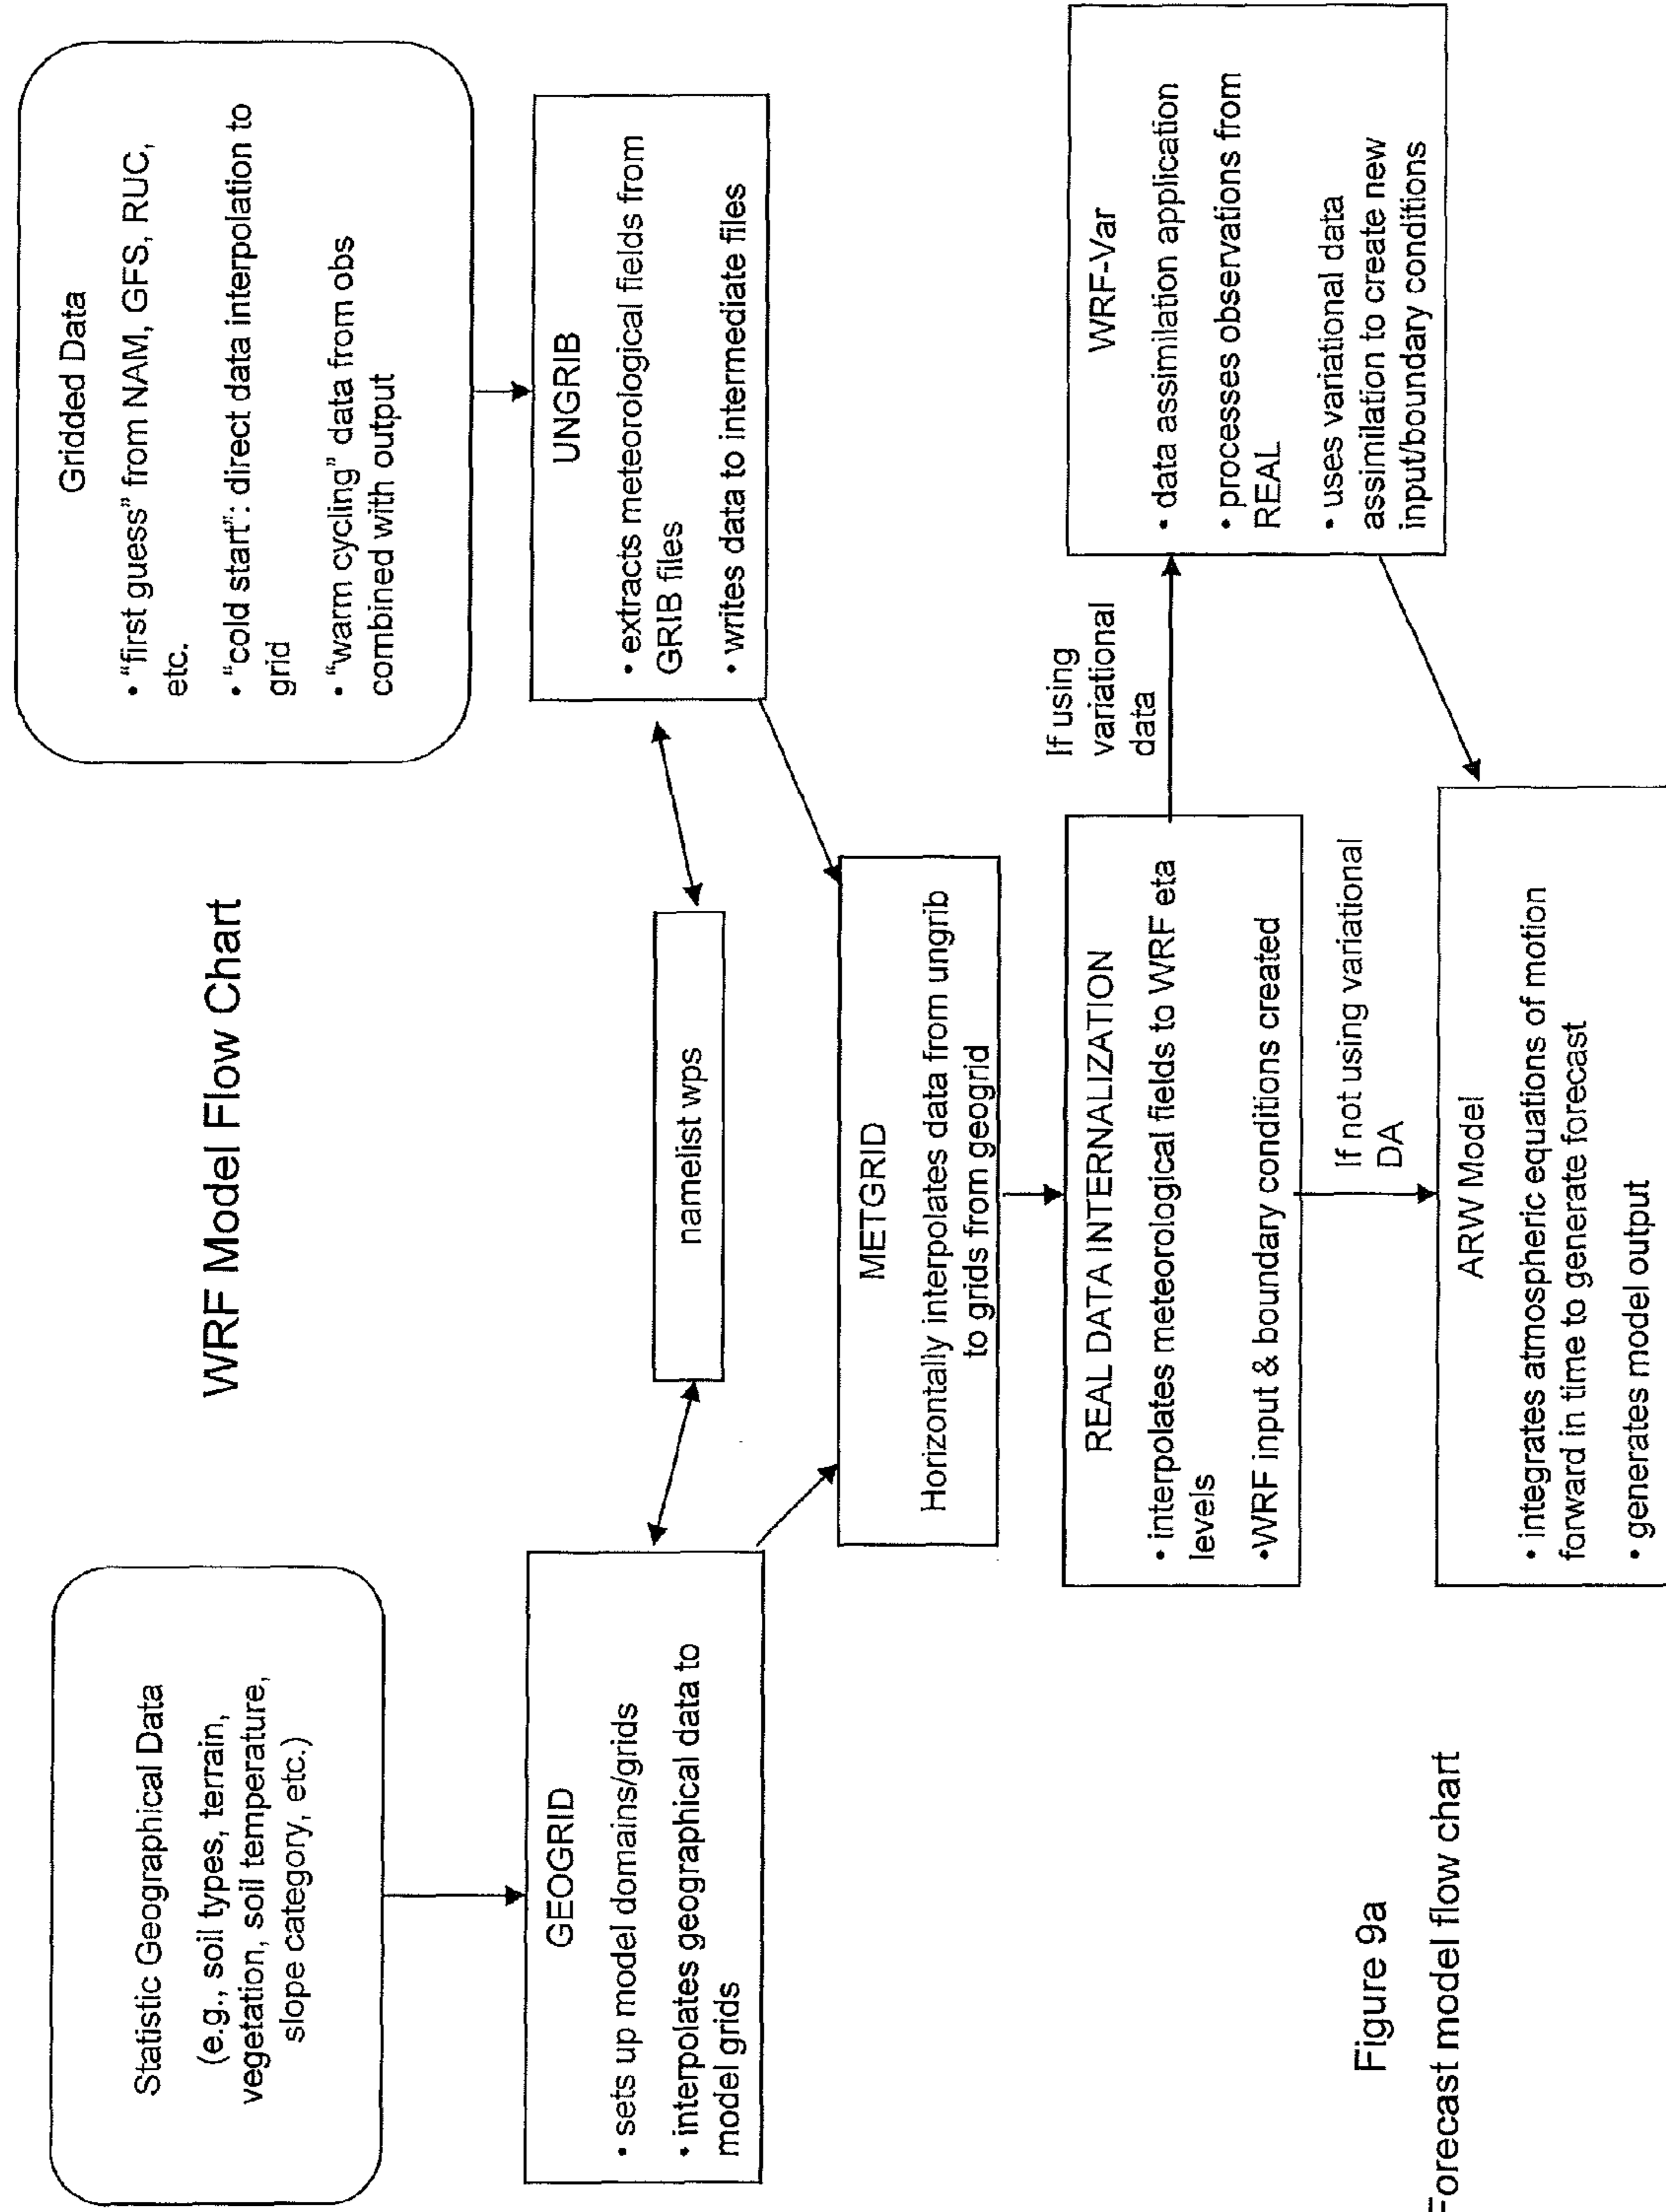 WRF Model Flow Chart
Statistic Geographical Data
(e.g., soil types, terrain,
vegetation, soil temperature,
slope category, etc.)
Gridded Data
• “first guess” from NAM, GFS, RUC,
etc.
• “cold start”: direct data interpolation to
grid
• “warm cycling” data from obs
combined with output
GEOGRID
• sets up model domains/grids
• interpolates geographical data to
model grids
namelist wps
UNGRIB
• extracts meteorological fields from
GRIB files
• writes data to intermediate files
METGRID
Horizontally interpolates data from ungrib
to grids from geogrid
REAL DATA INTERNALIZATION
• interpolates meteorological fields to WRF eta
levels
•WRF input & boundary conditions created
If using
variational
data
WRF-Var
• data assimilation application
• processes observations from
REAL
• uses variational data
assimilation to create new
input/boundary conditions
If not using variational
DA
ARW Model
• integrates atmospheric equations of motion
forward in time to generate forecast
• generates model output
Figure 9a
Forecast model flow chart